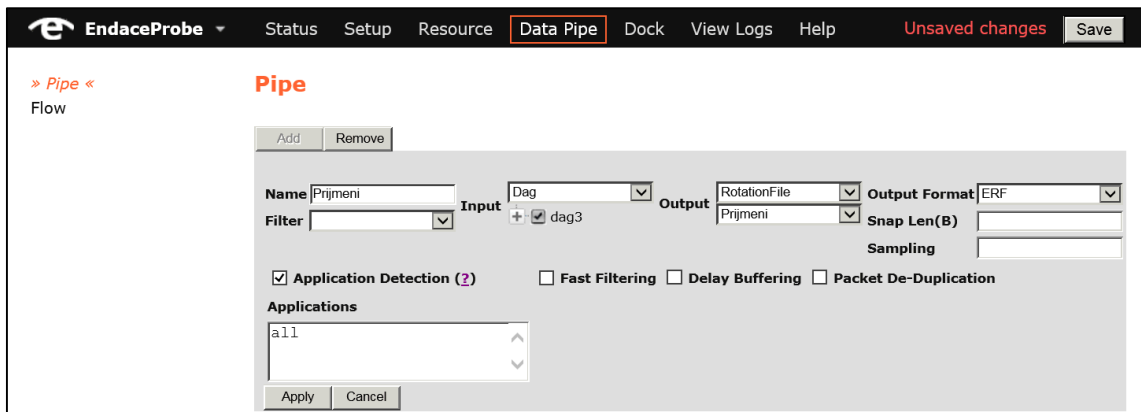 EndaceProbe Status Setup Resource Data Pipe Dock View Logs Help Unsaved changes Save
» Pipe «
Flow
Pipe
Add Remove
Name Prijmeni Input Dag Output RotationFile Output Format ERF
Filter dag3 Prijmeni Snap Len(B)
Sampling
Application Detection (?) Fast Filtering Delay Buffering Packet De-Duplication
Applications
all
Apply Cancel